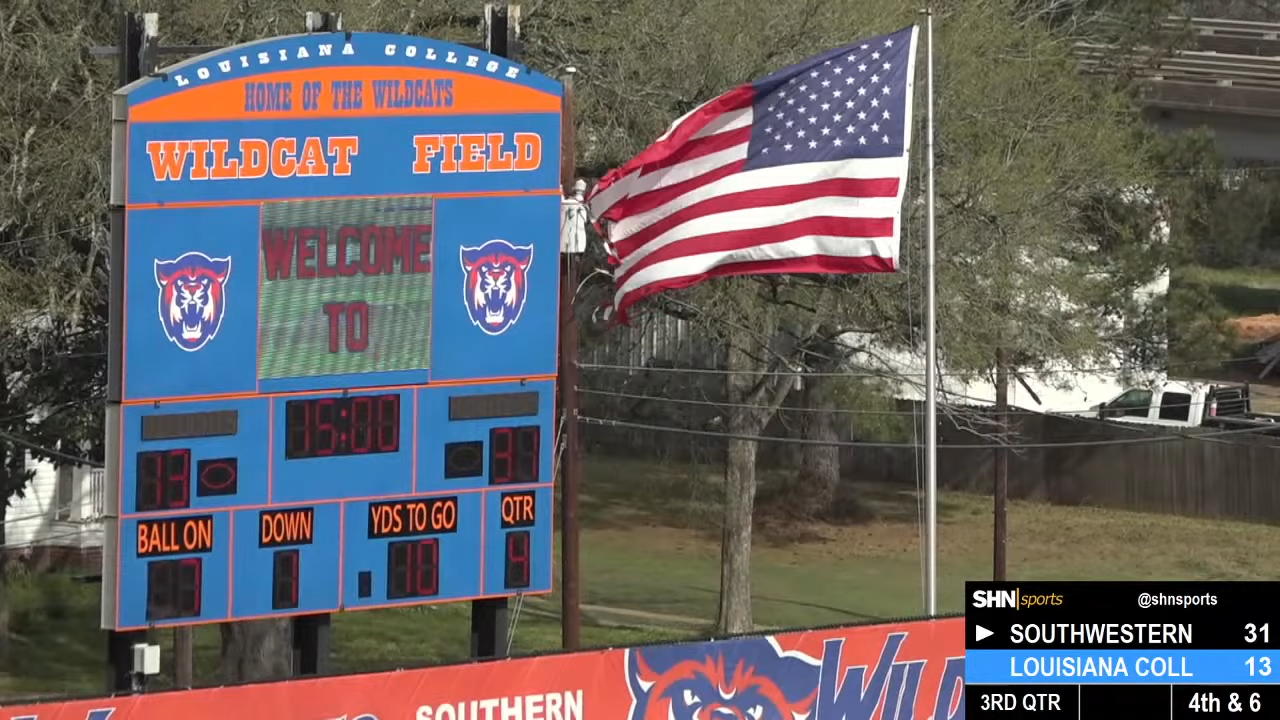 LOUISIANA COLLEGE
HOME OF THE WILDCATS
WILDCAT FIELD
WELCOME
TO
15:00
13
31
BALL ON
DOWN
YDS TO GO
QTR
1
10
4
SOUTHERN
WILD
SHN sports @shnsports
SOUTHWESTERN 31
LOUISIANA COLL 13
3RD QTR 4th & 6